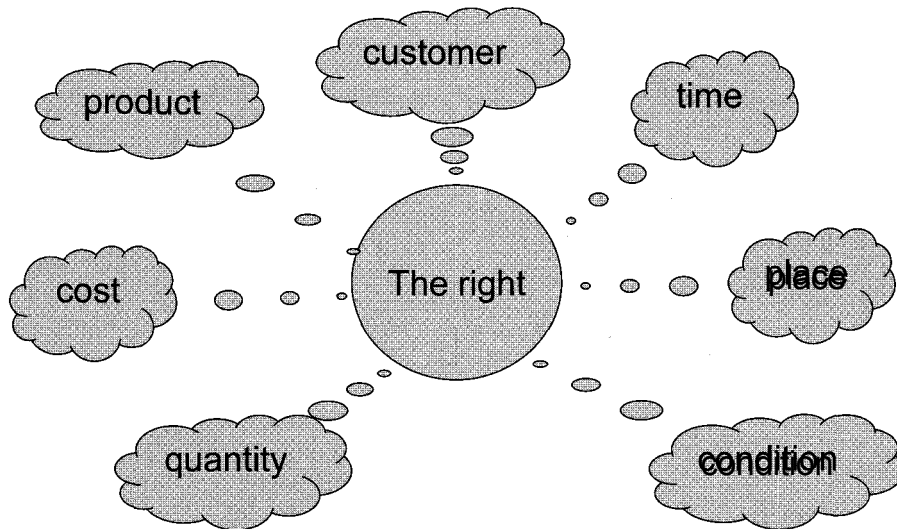 customer
product
time
The right
cost
place
quantity
condition